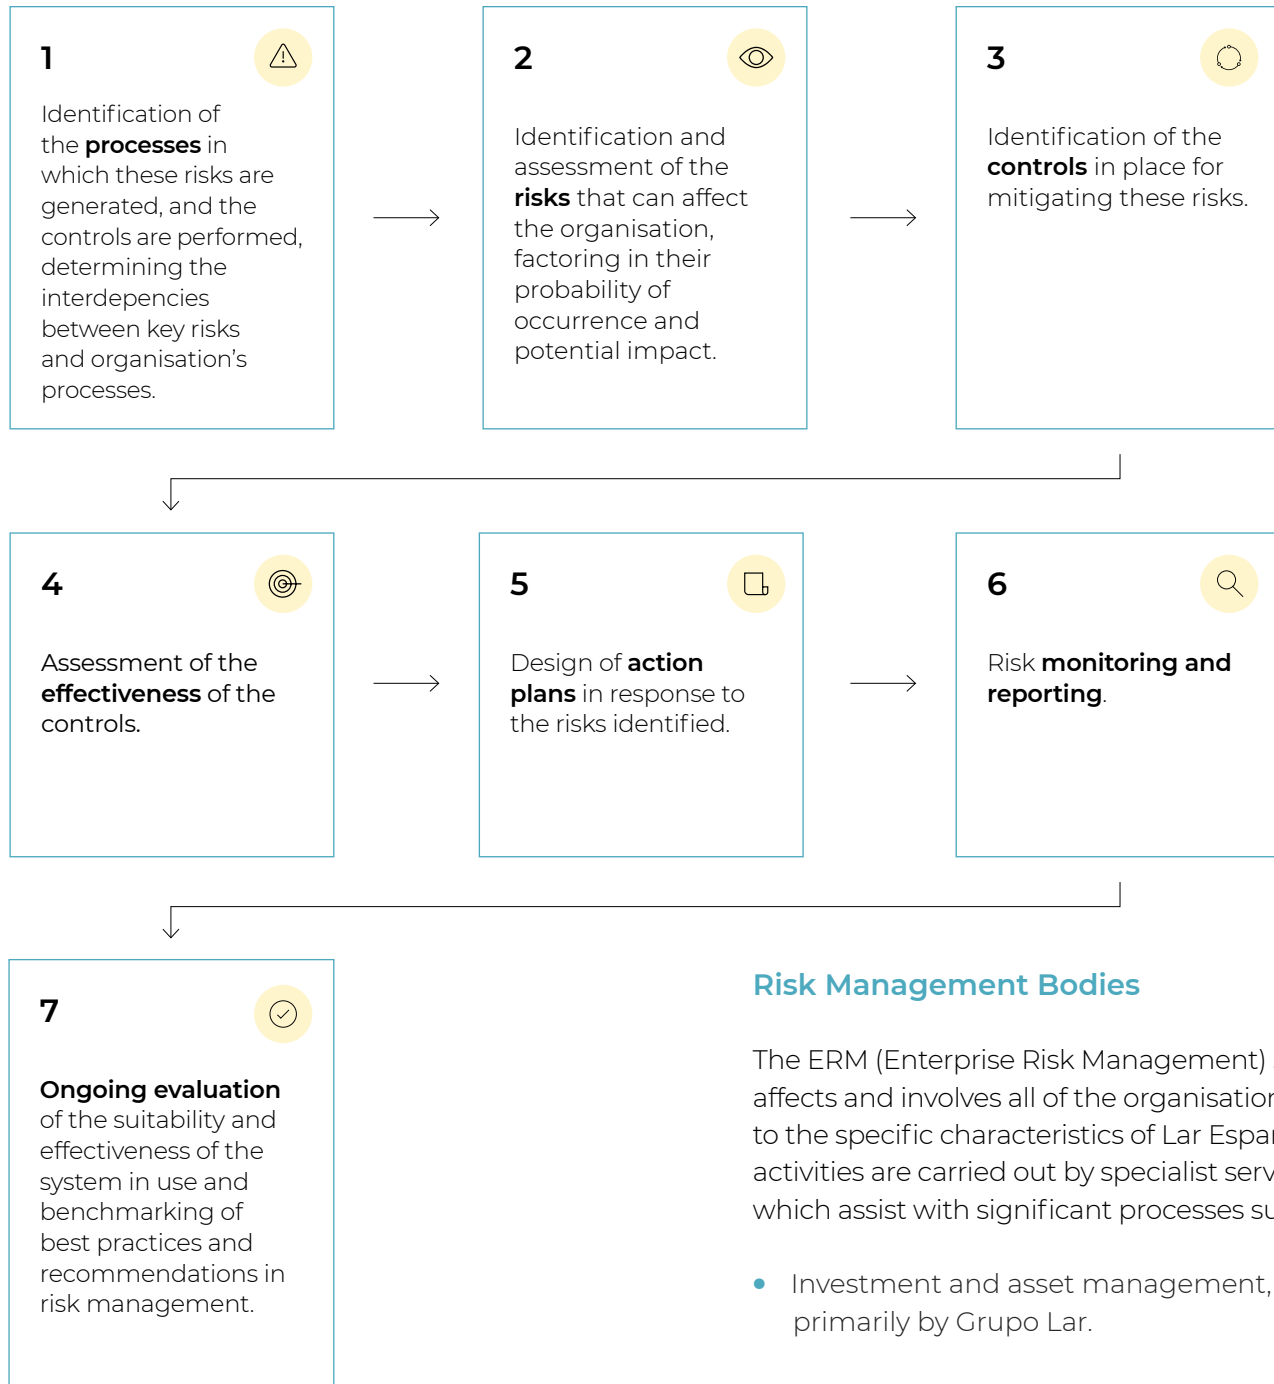 1
Identification of
the processes in
which these risks are
generated, and the
controls are performed,
determining the
interdepencies
between key risks
and organisation's
processes.
2
Identification and
assessment of the
risks that can affect
the organisation,
factoring in their
probability of
occurrence and
potential impact.
3
Identification of the
controls in place for
mitigating these risks.
4
Assessment of the
effectiveness of the
controls.
5
Design of action
plans in response to
the risks identified.
6
Risk monitoring and
reporting.
7
Ongoing evaluation
of the suitability and
effectiveness of the
system in use and
benchmarking of
best practices and
recommendations in
risk management.
Risk Management Bodies
The ERM (Enterprise Risk Management)
affects and involves all of the organisation
to the specific characteristics of Lar
activities are carried out by specialist
which assist with significant processes
• Investment and asset management,
primarily by Grupo Lar.